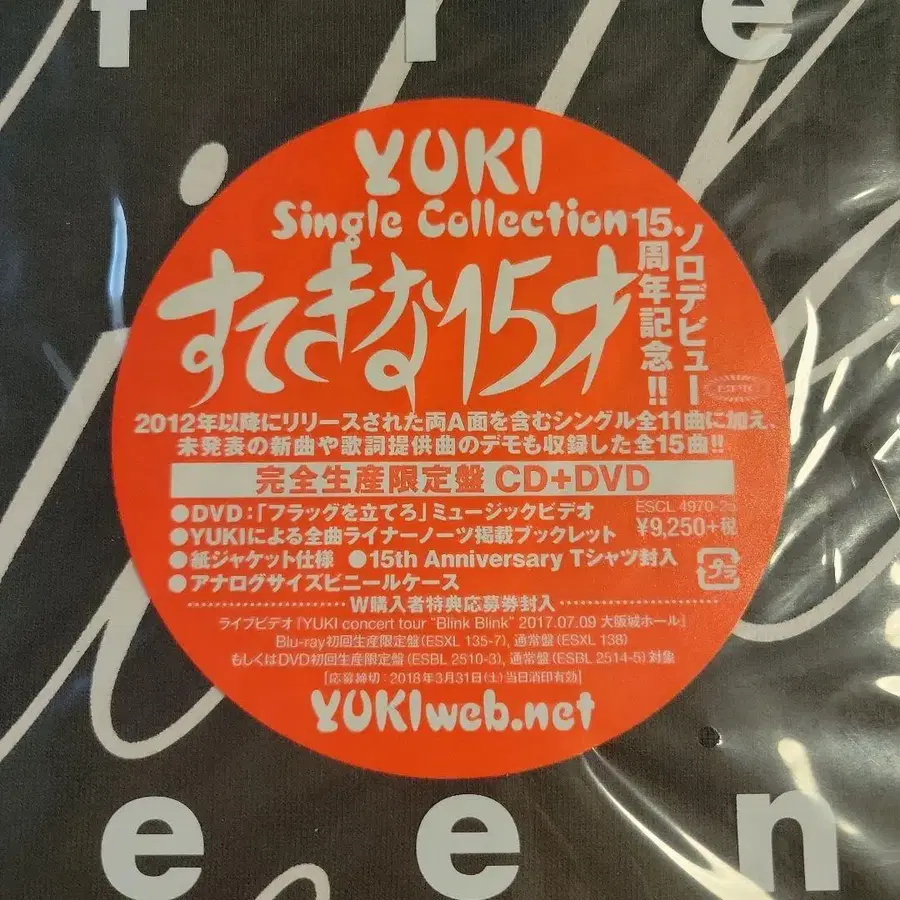 f r e
YUKI
Single Collection
すてきな15才
ソロデビュー
15周年記念!!
EPIC
2012年以降にリリースされた両A面を含むシングル全11曲に加え、
未発表の新曲や歌詞提供曲のデモも収録した全15曲!!
完全生産限定盤 CD+DVD
●DVD:「フラッグを立てろ」ミュージックビデオ
ESCL 4970-25
●YUKIによる全曲ライナーノーツ掲載ブックレット
¥9,250+税
●紙ジャケット仕様 ●15th Anniversary Tシャツ封入
プラ
●アナログサイズビニールケース
W購入者特典応募券封入
ライブビデオ『YUKI concert tour "Blink Blink" 2017.07.09 大阪城ホール』
Blu-ray初回生産限定盤(ESXL 135-7)、通常盤(ESXL 138)
もしくはDVD初回生産限定盤(ESBL 2510-3)、通常盤(ESBL 2514-5)対象
[応募締切:2018年3月31日(土)当日消印有効]
YUKIweb.net
e e n